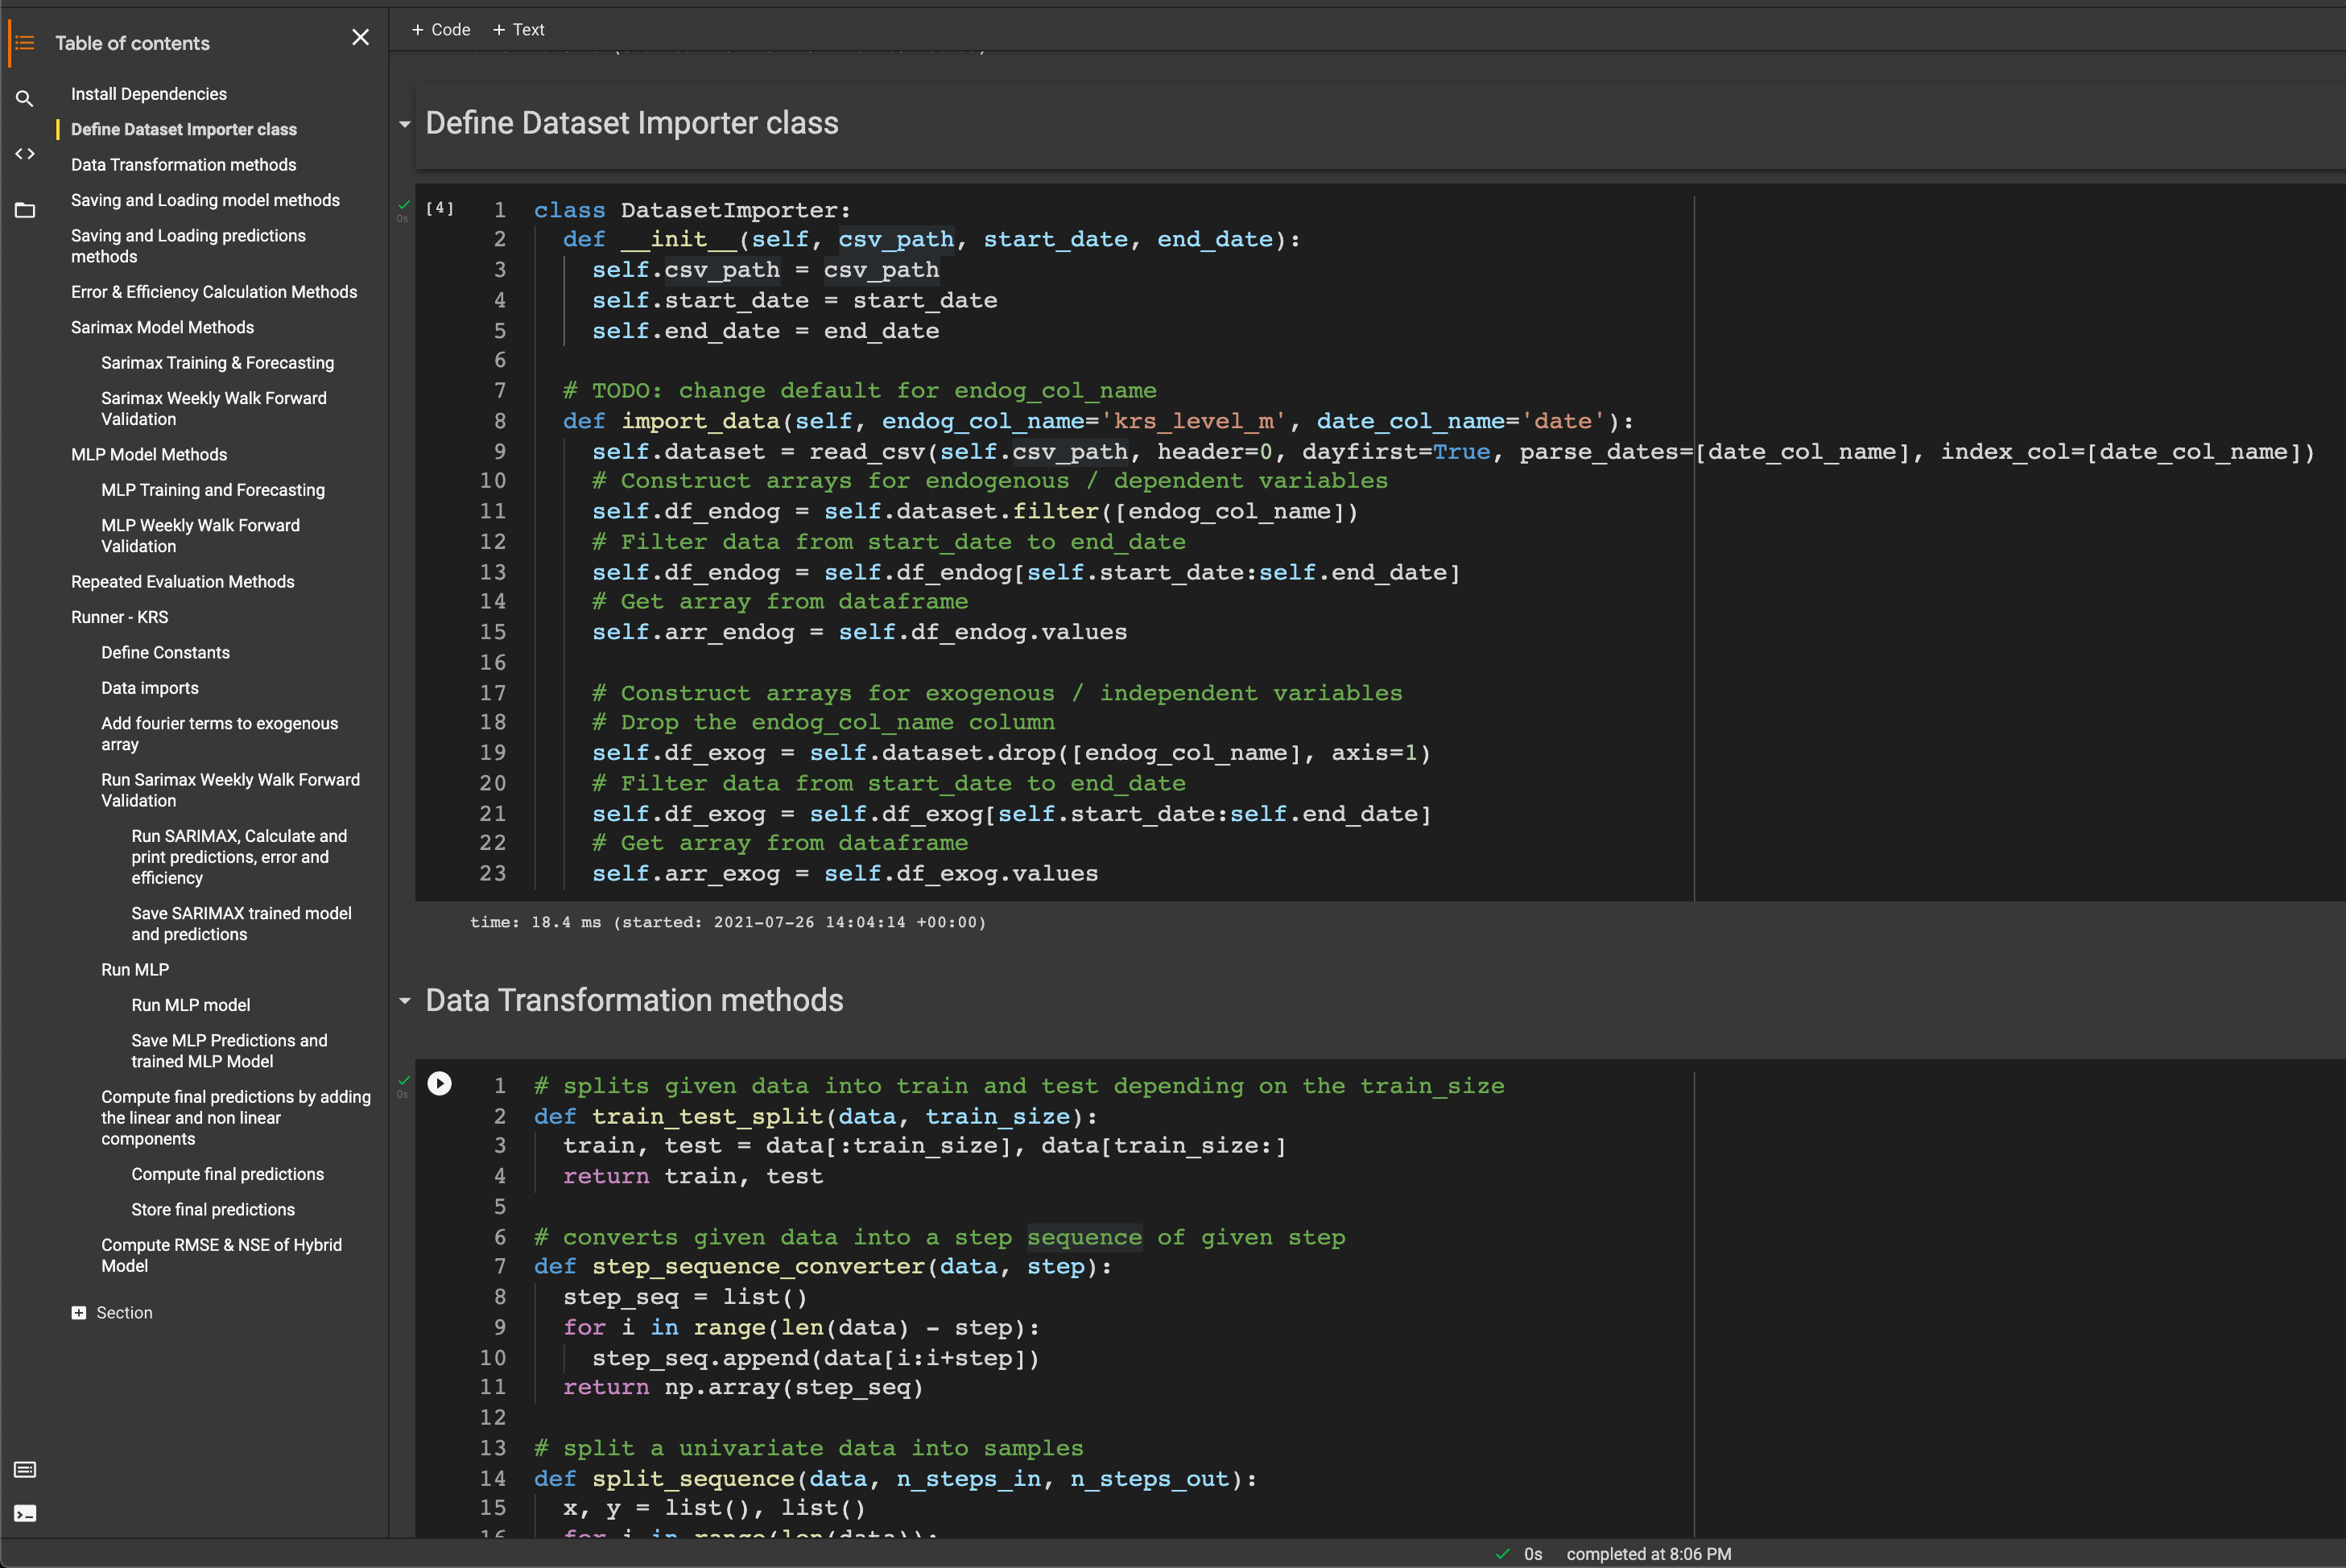 Table of contents
Install Dependencies
Define Dataset Importer class
Data Transformation methods
Saving and Loading model methods
Saving and Loading predictions
methods
Error & Efficiency Calculation Methods
Sarimax Model Methods
Sarimax Training & Forecasting
Sarimax Weekly Walk Forward
Validation
MLP Model Methods
MLP Training and Forecasting
MLP Weekly Walk Forward
Validation
Repeated Evaluation Methods
Runner - KRS
Define Constants
Data imports
Add fourier terms to exogenous
array
Run Sarimax Weekly Walk Forward
Validation
Run SARIMAX, Calculate and
print predictions, error and
efficiency
Save SARIMAX trained model
and predictions
Run MLP
Run MLP model
Save MLP Predictions and
trained MLP Model
Compute final predictions by adding
the linear and non linear
components
Compute final predictions
Store final predictions
Compute RMSE & NSE of Hybrid
Model
Section
+ Code + Text
Define Dataset Importer class
0s
[4]
1 class DatasetImporter:
2 def __init__(self, csv_path, start_date, end_date):
3 self.csv_path = csv_path
4 self.start_date = start_date
5 self.end_date = end_date
6
7 # TODO: change default for endog_col_name
8 def import_data(self, endog_col_name='krs_level_m', date_col_name='date'):
9 self.dataset = read_csv(self.csv_path, header=0, dayfirst=True, parse_dates=[date_col_name], index_col=[date_col_name])
10 # Construct arrays for endogenous / dependent variables
11 self.df_endog = self.dataset.filter([endog_col_name])
12 # Filter data from start_date to end_date
13 self.df_endog = self.df_endog[self.start_date:self.end_date]
14 # Get array from dataframe
15 self.arr_endog = self.df_endog.values
16
17 # Construct arrays for exogenous / independent variables
18 # Drop the endog_col_name column
19 self.df_exog = self.dataset.drop([endog_col_name], axis=1)
20 # Filter data from start_date to end_date
21 self.df_exog = self.df_exog[self.start_date:self.end_date]
22 # Get array from dataframe
23 self.arr_exog = self.df_exog.values
time: 18.4 ms (started: 2021-07-26 14:04:14 +00:00)
Data Transformation methods
0s
1 # splits given data into train and test depending on the train_size
2 def train_test_split(data, train_size):
3 train, test = data[:train_size], data[train_size:]
4 return train, test
5
6 # converts given data into a step sequence of given step
7 def step_sequence_converter(data, step):
8 step_seq = list()
9 for i in range(len(data) - step):
10 step_seq.append(data[i:i+step])
11 return np.array(step_seq)
12
13 # split a univariate data into samples
14 def split_sequence(data, n_steps_in, n_steps_out):
15 x, y = list(), list()
16 for i in range(len(data)):
0s completed at 8:06 PM